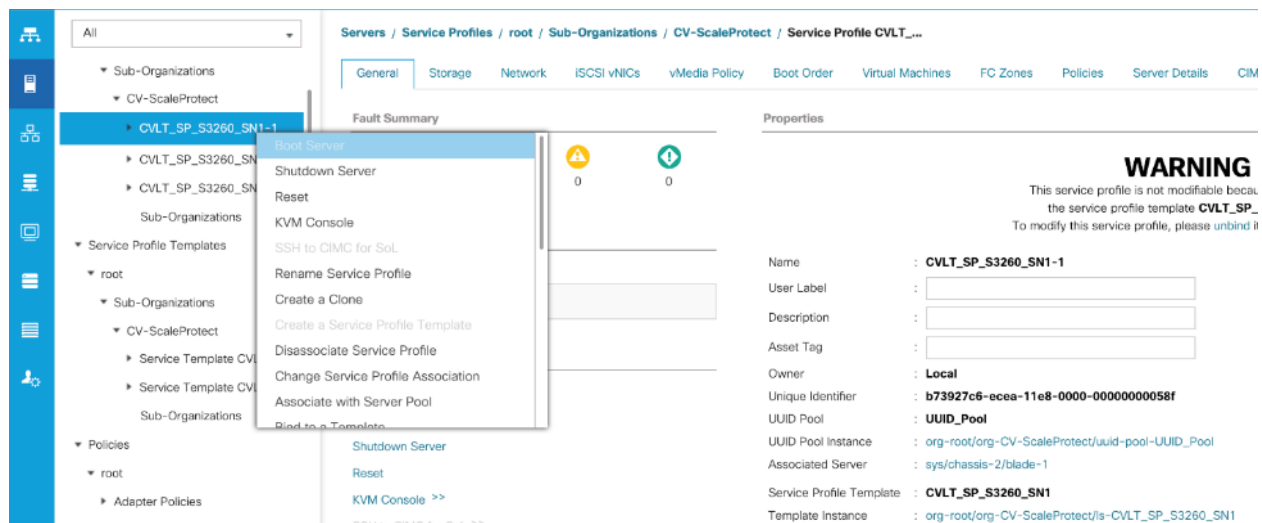 All
Sub-Organizations
CV-ScaleProtect
CVLT_SP_S3260_SN1-1
CVLT_SP_S3260_SN
CVLT_SP_S3260_SN
Sub-Organizations
Service Profile Templates
root
Sub-Organizations
CV-ScaleProtect
Service Template CVL
Service Template CVL
Sub-Organizations
Policies
root
Adapter Policies
Boot Server
Shutdown Server
Reset
KVM Console
SSH to CIMC for SoL
Rename Service Profile
Create a Clone
Create a Service Profile Template
Disassociate Service Profile
Change Service Profile Association
Associate with Server Pool
Bind to a Template
Servers / Service Profiles / root / Sub-Organizations / CV-ScaleProtect / Service Profile CVLT_...
General Storage Network iSCSI vNICs vMedia Policy Boot Order Virtual Machines FC Zones Policies Server Details CIM
Fault Summary
0 0
Shutdown Server
Reset
KVM Console >>
Properties
WARNING
This service profile is not modifiable becau
the service profile template CVLT_SP_
To modify this service profile, please unbind it
Name : CVLT_SP_S3260_SN1-1
User Label :
Description :
Asset Tag :
Owner : Local
Unique Identifier : b73927c6-ecea-11e8-0000-00000000058f
UUID Pool : UUID_Pool
UUID Pool Instance : org-root/org-CV-ScaleProtect/uuid-pool-UUID_Pool
Associated Server : sys/chassis-2/blade-1
Service Profile Template : CVLT_SP_S3260_SN1
Template Instance : org-root/org-CV-ScaleProtect/ls-CVLT_SP_S3260_SN1